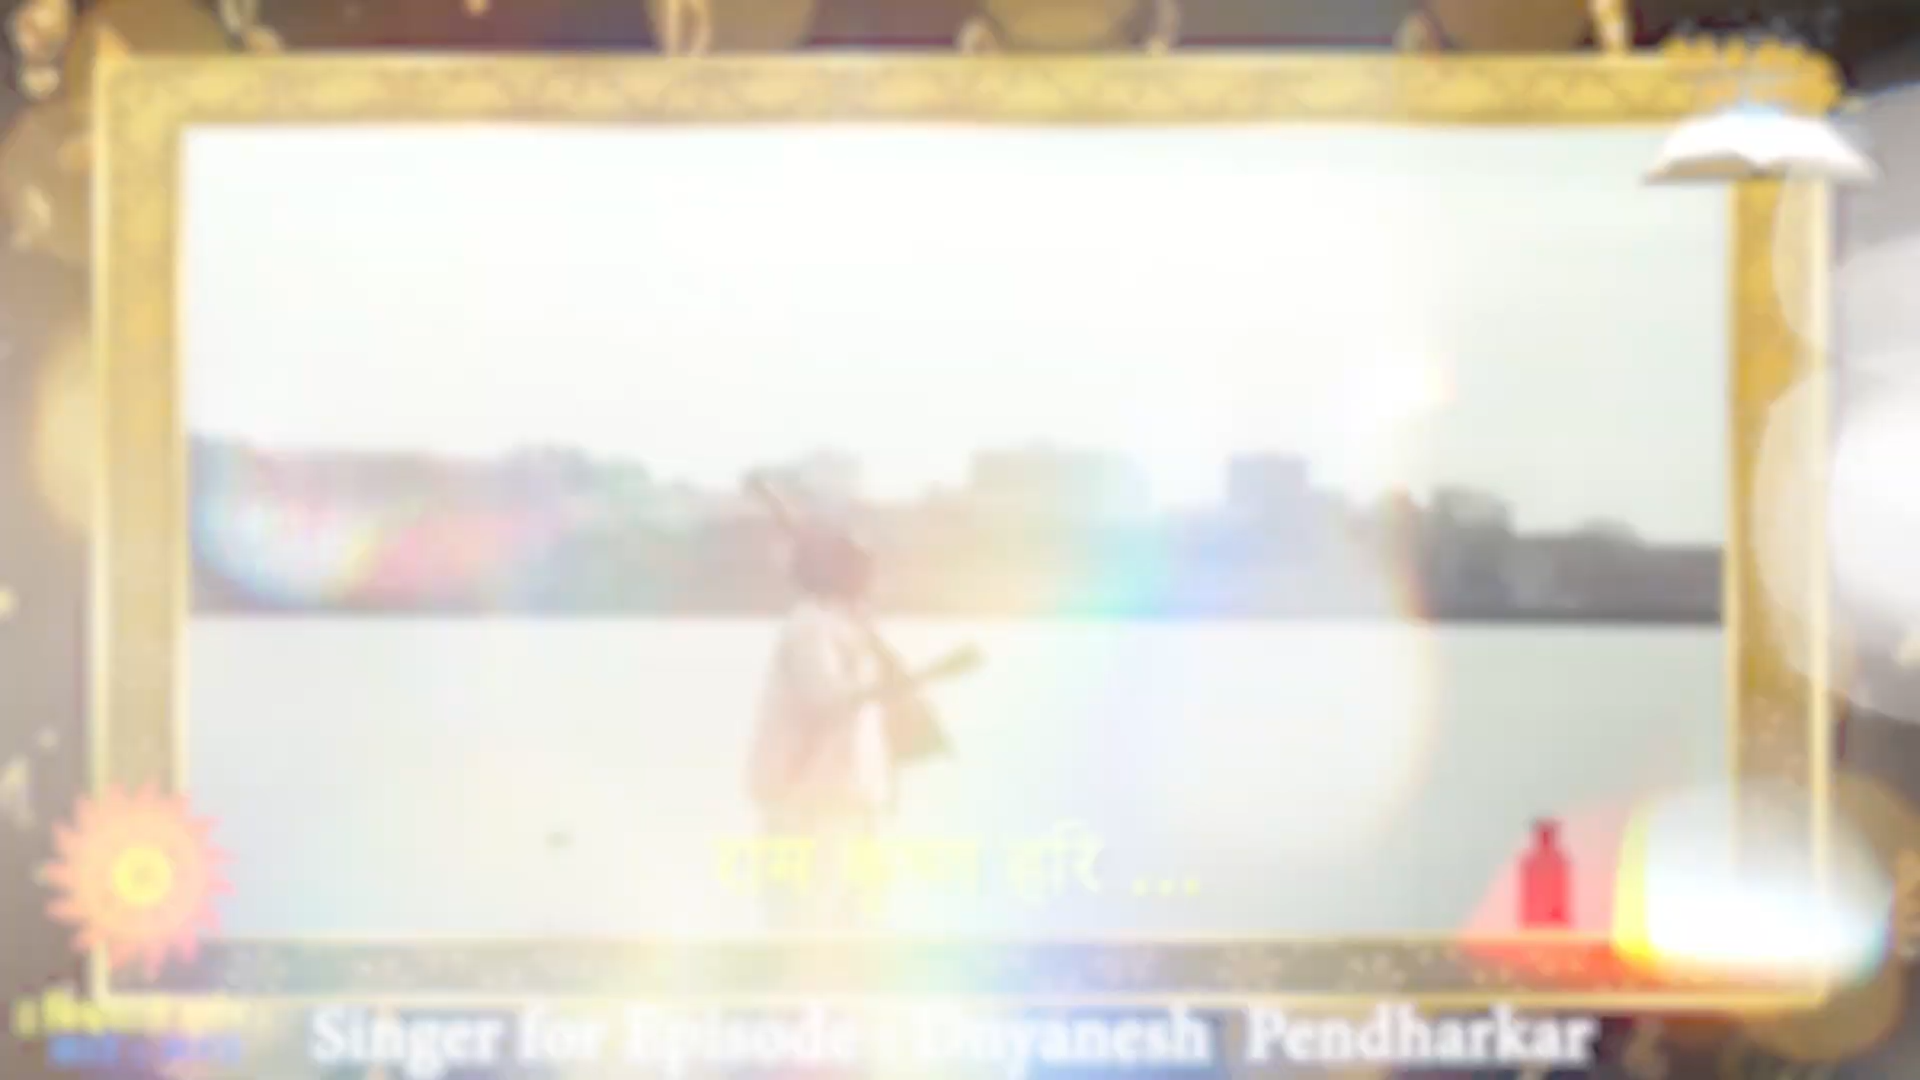 राम कृष्ण हरि ...
Singer for Episode : Dnyanesh Pendharkar